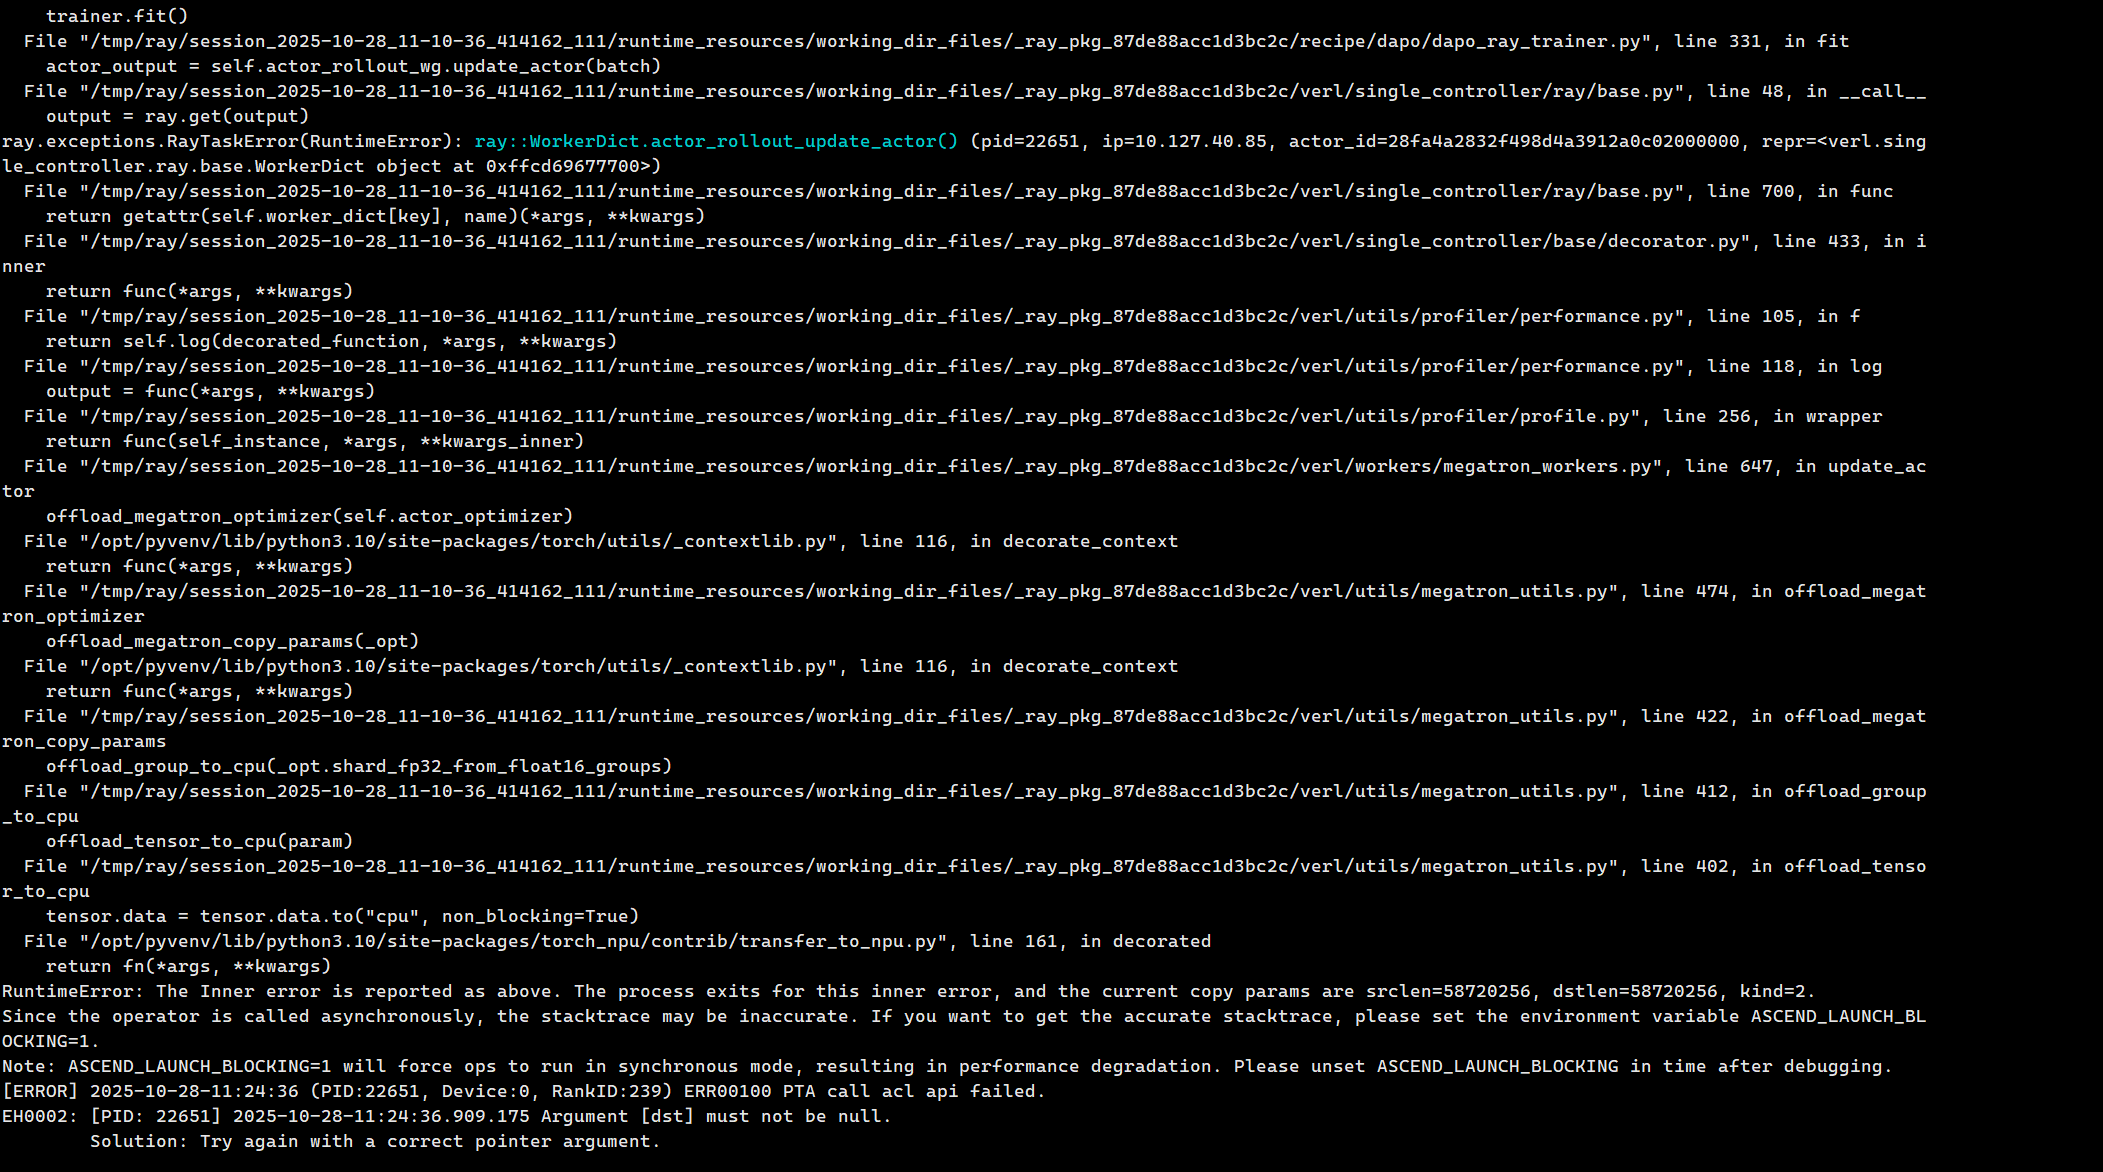 trainer.fit()
  File "/tmp/ray/session_2025-10-28_11-10-36_414162_111/runtime_resources/working_dir_files/_ray_pkg_87de88acc1d3bc2c/recipe/dapo/dapo_ray_trainer.py", line 331, in fit
    actor_output = self.actor_rollout_wg.update_actor(batch)
  File "/tmp/ray/session_2025-10-28_11-10-36_414162_111/runtime_resources/working_dir_files/_ray_pkg_87de88acc1d3bc2c/verl/single_controller/ray/base.py", line 48, in __call__
    output = ray.get(output)
ray.exceptions.RayTaskError(RuntimeError): ray::WorkerDict.actor_rollout_update_actor() (pid=22651, ip=10.127.40.85, actor_id=28fa4a2832f498d4a3912a0c02000000, repr=<verl.sing
le_controller.ray.base.WorkerDict object at 0xffcd69677700>)
  File "/tmp/ray/session_2025-10-28_11-10-36_414162_111/runtime_resources/working_dir_files/_ray_pkg_87de88acc1d3bc2c/verl/single_controller/ray/base.py", line 700, in func
    return getattr(self.worker_dict[key], name)(*args, **kwargs)
  File "/tmp/ray/session_2025-10-28_11-10-36_414162_111/runtime_resources/working_dir_files/_ray_pkg_87de88acc1d3bc2c/verl/single_controller/base/decorator.py", line 433, in i
nner
    return func(*args, **kwargs)
  File "/tmp/ray/session_2025-10-28_11-10-36_414162_111/runtime_resources/working_dir_files/_ray_pkg_87de88acc1d3bc2c/verl/utils/profiler/performance.py", line 105, in f
    return self.log(decorated_function, *args, **kwargs)
  File "/tmp/ray/session_2025-10-28_11-10-36_414162_111/runtime_resources/working_dir_files/_ray_pkg_87de88acc1d3bc2c/verl/utils/profiler/performance.py", line 118, in log
    output = func(*args, **kwargs)
  File "/tmp/ray/session_2025-10-28_11-10-36_414162_111/runtime_resources/working_dir_files/_ray_pkg_87de88acc1d3bc2c/verl/utils/profiler/profile.py", line 256, in wrapper
    return func(self_instance, *args, **kwargs_inner)
  File "/tmp/ray/session_2025-10-28_11-10-36_414162_111/runtime_resources/working_dir_files/_ray_pkg_87de88acc1d3bc2c/verl/workers/megatron_workers.py", line 647, in update_ac
tor
    offload_megatron_optimizer(self.actor_optimizer)
  File "/opt/pyvenv/lib/python3.10/site-packages/torch/utils/_contextlib.py", line 116, in decorate_context
    return func(*args, **kwargs)
  File "/tmp/ray/session_2025-10-28_11-10-36_414162_111/runtime_resources/working_dir_files/_ray_pkg_87de88acc1d3bc2c/verl/utils/megatron_utils.py", line 474, in offload_megat
ron_optimizer
    offload_megatron_copy_params(_opt)
  File "/opt/pyvenv/lib/python3.10/site-packages/torch/utils/_contextlib.py", line 116, in decorate_context
    return func(*args, **kwargs)
  File "/tmp/ray/session_2025-10-28_11-10-36_414162_111/runtime_resources/working_dir_files/_ray_pkg_87de88acc1d3bc2c/verl/utils/megatron_utils.py", line 422, in offload_megat
ron_copy_params
    offload_group_to_cpu(_opt.shard_fp32_from_float16_groups)
  File "/tmp/ray/session_2025-10-28_11-10-36_414162_111/runtime_resources/working_dir_files/_ray_pkg_87de88acc1d3bc2c/verl/utils/megatron_utils.py", line 412, in offload_group
_to_cpu
    offload_tensor_to_cpu(param)
  File "/tmp/ray/session_2025-10-28_11-10-36_414162_111/runtime_resources/working_dir_files/_ray_pkg_87de88acc1d3bc2c/verl/utils/megatron_utils.py", line 402, in offload_tenso
r_to_cpu
    tensor.data = tensor.data.to("cpu", non_blocking=True)
  File "/opt/pyvenv/lib/python3.10/site-packages/torch_npu/contrib/transfer_to_npu.py", line 161, in decorated
    return fn(*args, **kwargs)
RuntimeError: The Inner error is reported as above. The process exits for this inner error, and the current copy params are srclen=58720256, dstlen=58720256, kind=2.
Since the operator is called asynchronously, the stacktrace may be inaccurate. If you want to get the accurate stacktrace, please set the environment variable ASCEND_LAUNCH_BL
OCKING=1.
Note: ASCEND_LAUNCH_BLOCKING=1 will force ops to run in synchronous mode, resulting in performance degradation. Please unset ASCEND_LAUNCH_BLOCKING in time after debugging.
[ERROR] 2025-10-28-11:24:36 (PID:22651, Device:0, RankID:239) ERR00100 PTA call acl api failed.
EH0002: [PID: 22651] 2025-10-28-11:24:36.909.175 Argument [dst] must not be null.
        Solution: Try again with a correct pointer argument.